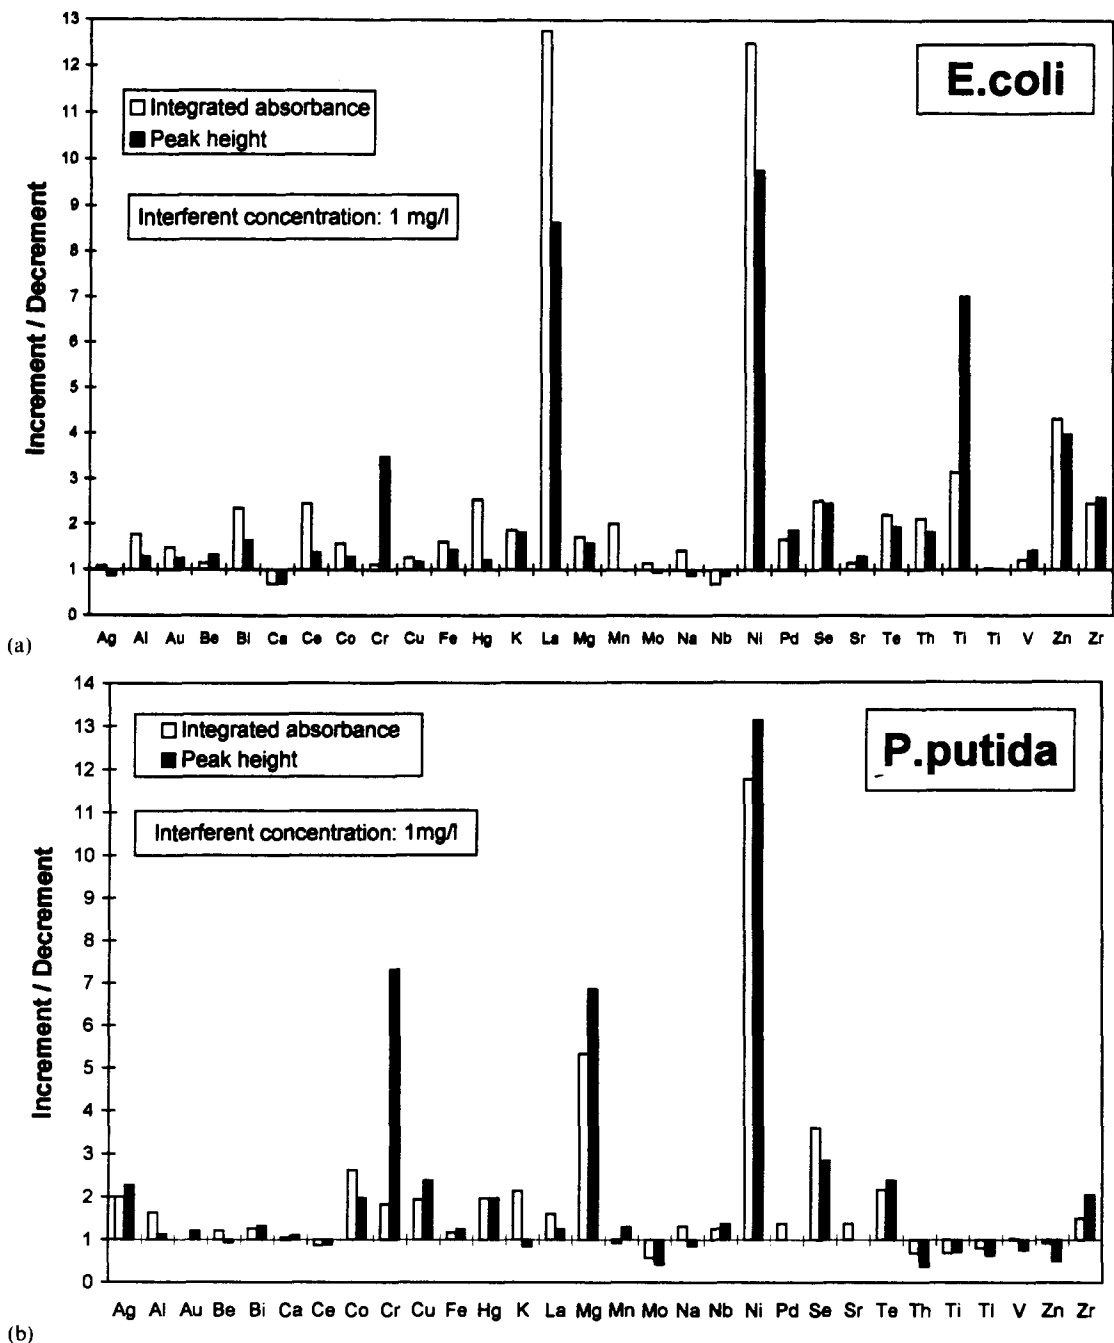 13
12
11
10
9
8
7
6
5
4
3
2
1
0
Increment / Decrement
E.coli
Integrated absorbance
Peak height
Interferent concentration: 1 mg/l
Ag Al Au Be Bi Ca Ce Co Cr Cu Fe Hg K La Mg Mn Mo Na Nb Ni Pd Se Sr Te Th Ti Tl V Zn Zr
(a)
14
13
12
11
10
9
8
7
6
5
4
3
2
1
0
Increment / Decrement
P.putida
Integrated absorbance
Peak height
Interferent concentration: 1mg/l
Ag Al Au Be Bi Ca Ce Co Cr Cu Fe Hg K La Mg Mn Mo Na Nb Ni Pd Se Sr Te Th Ti Tl V Zn Zr
(b)